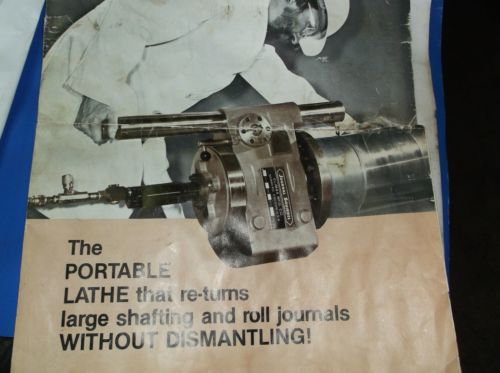 The
PORTABLE
LATHE that re-turns
large shafting and roll journals
WITHOUT DISMANTLING!